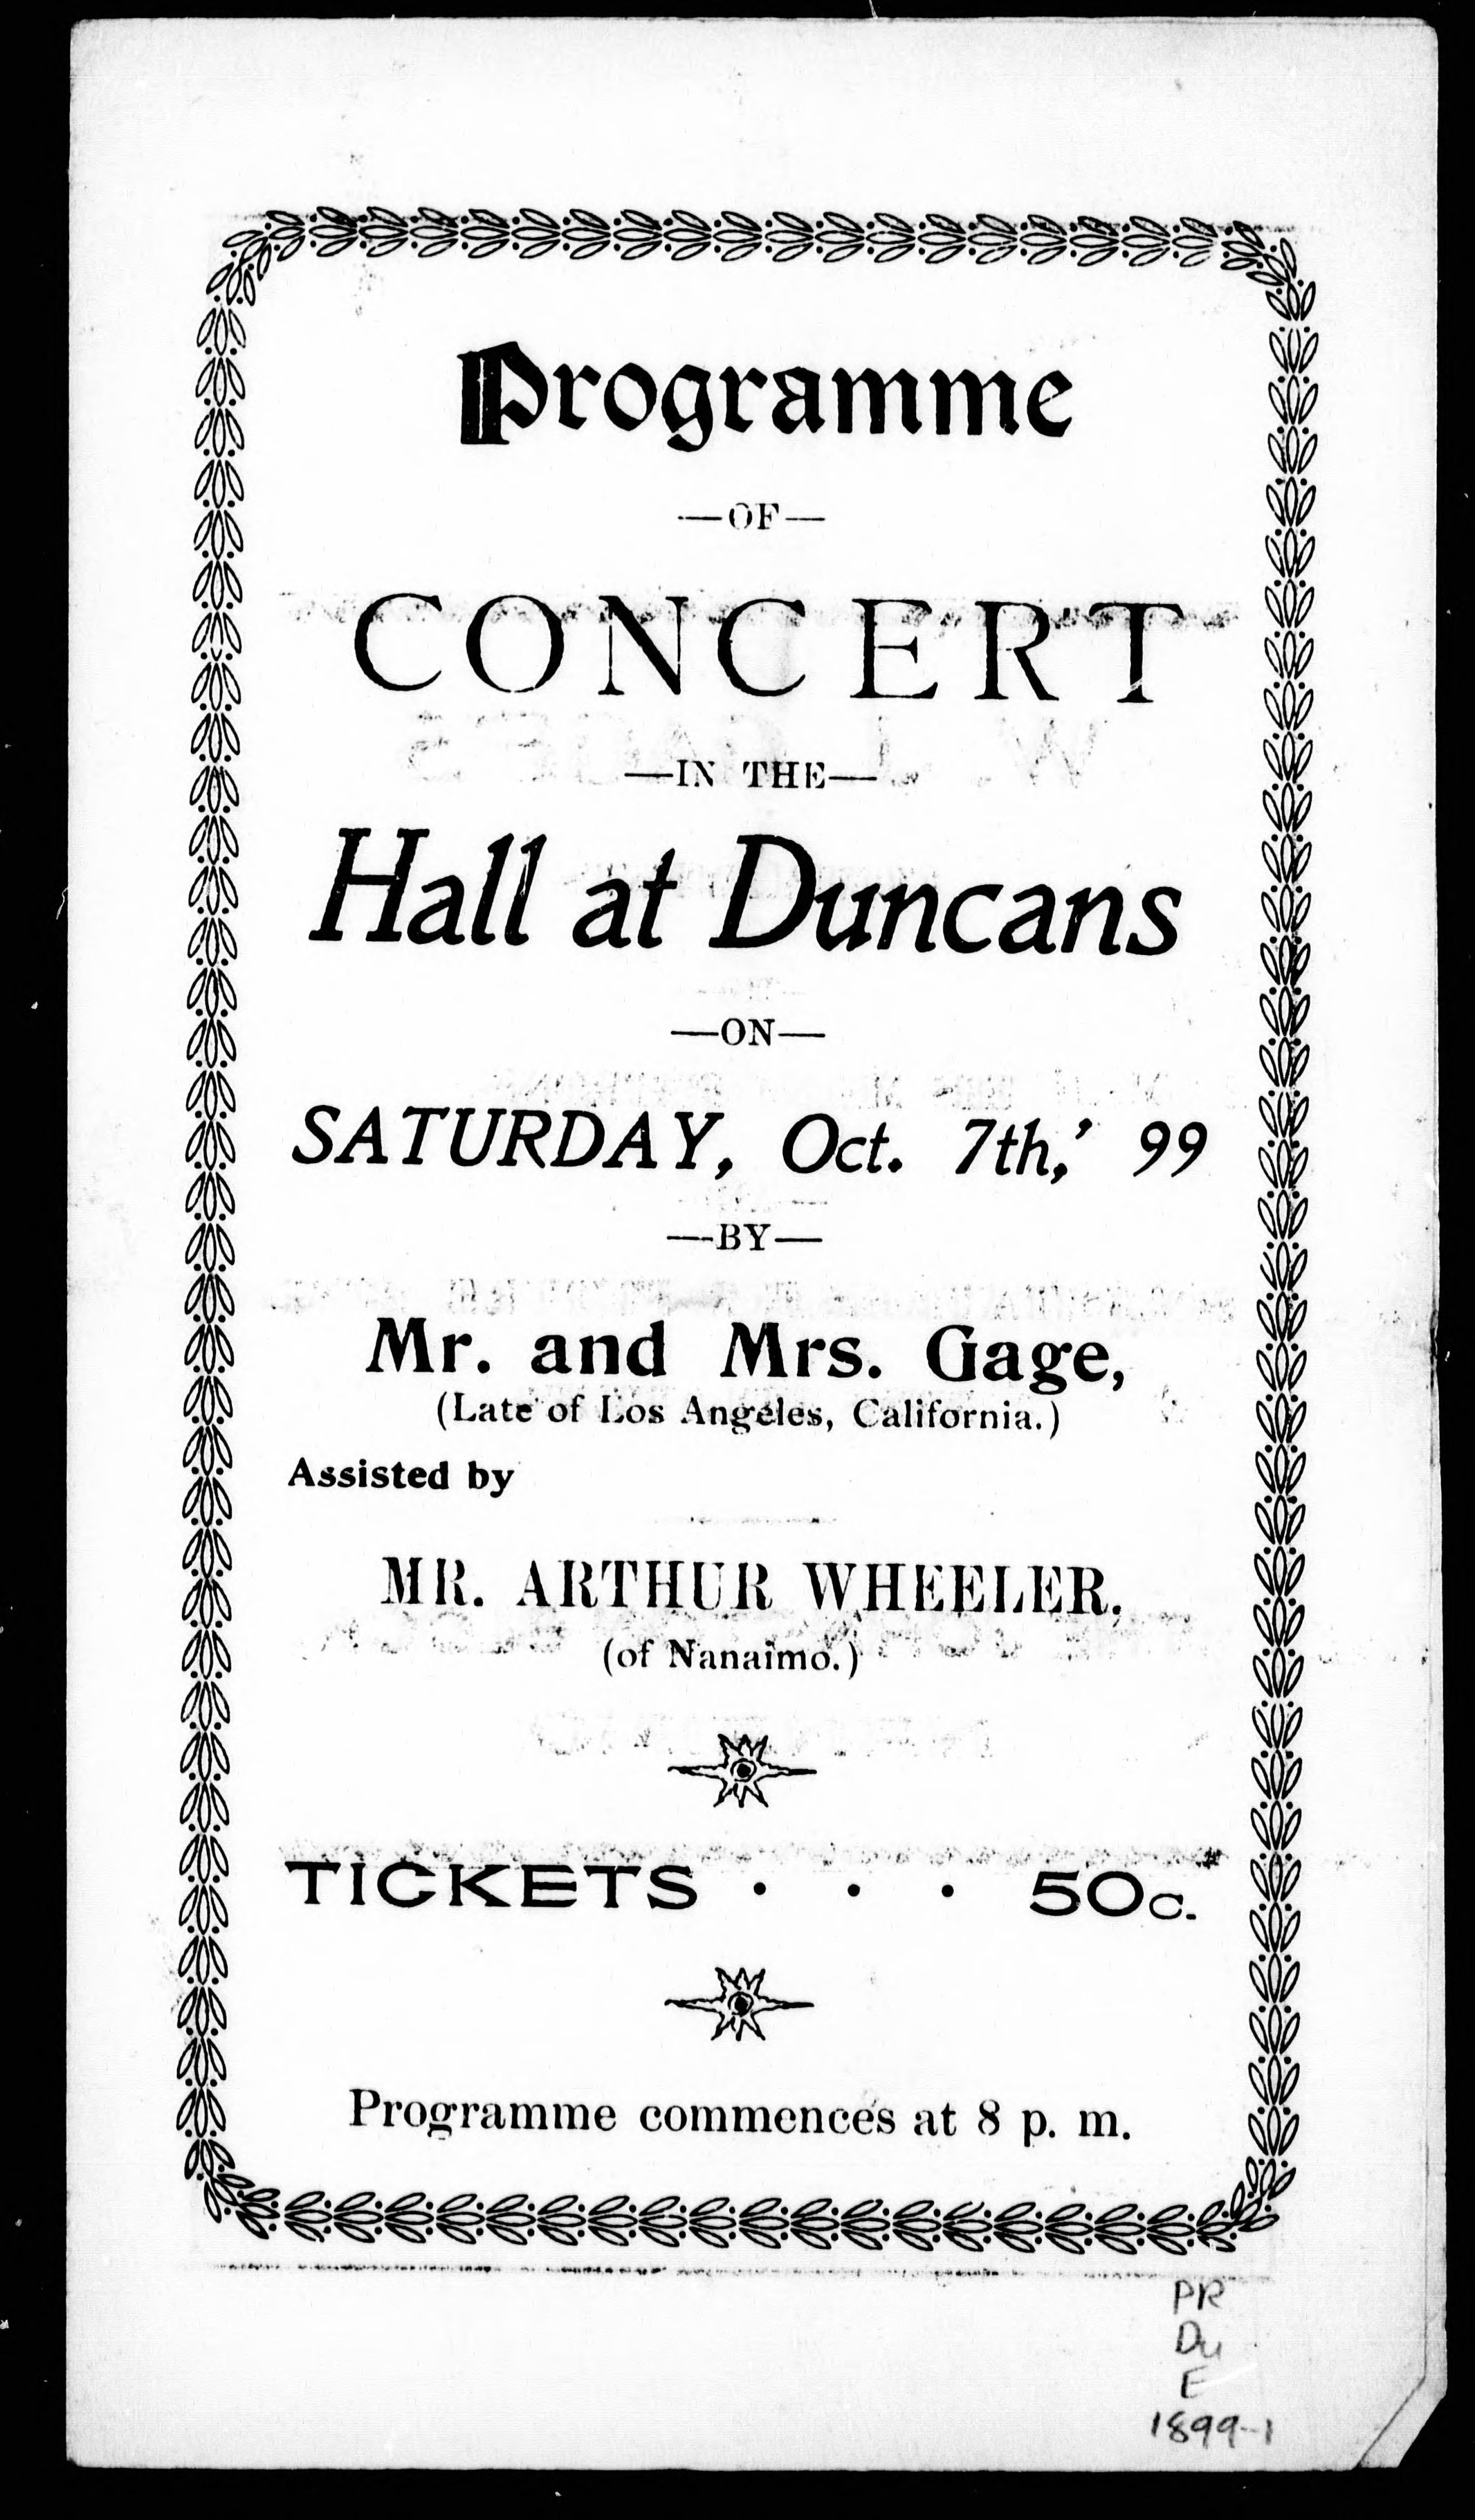 Programme
—OF—
CONCERT
—IN THE—
Hall at Duncans
—ON—
SATURDAY, Oct. 7th,' 99
—BY—
Mr. and Mrs. Gage,
(Late of Los Angeles, California.)
Assisted by
MR. ARTHUR WHEELER.
(of Nanaimo.)
TICKETS . . . 50c.
Programme commences at 8 p. m.
PR
Du
E
1899-1